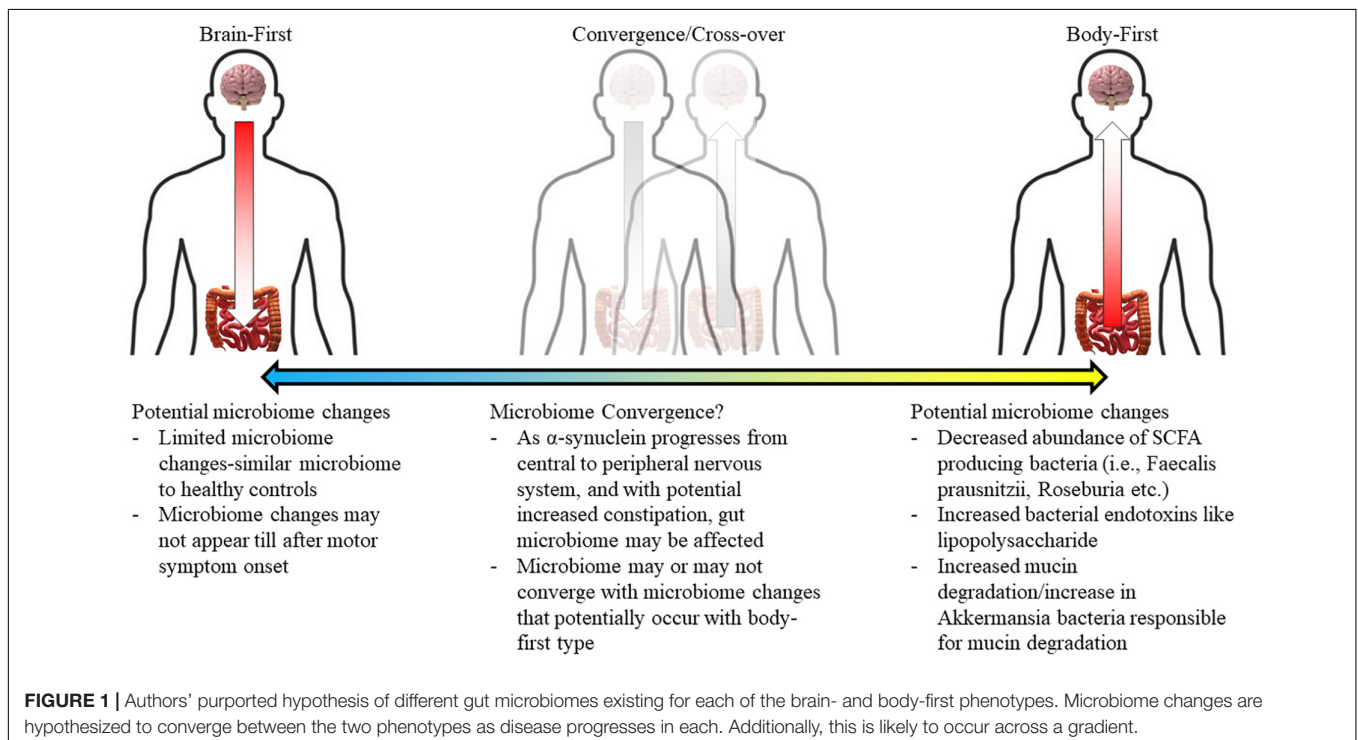 Brain-First
Convergence/Cross-over
Body-First
Potential microbiome changes
- Limited microbiome
changes-similar microbiome
to healthy controls
- Microbiome changes may
not appear till after motor
symptom onset
Microbiome Convergence?
- As α-synuclein progresses from
central to peripheral nervous
system, and with potential
increased constipation, gut
microbiome may be affected
- Microbiome may or may not
converge with microbiome changes
that potentially occur with body-
first type
Potential microbiome changes
- Decreased abundance of SCFA
producing bacteria (i.e., Faecalis
prausnitzii, Roseburia etc.)
- Increased bacterial endotoxins like
lipopolysaccharide
- Increased mucin
degradation/increase in
Akkermansia bacteria responsible
for mucin degradation
FIGURE 1 | Authors' purported hypothesis of different gut microbiomes existing for each of the brain- and body-first phenotypes. Microbiome changes are
hypothesized to converge between the two phenotypes as disease progresses in each. Additionally, this is likely to occur across a gradient.